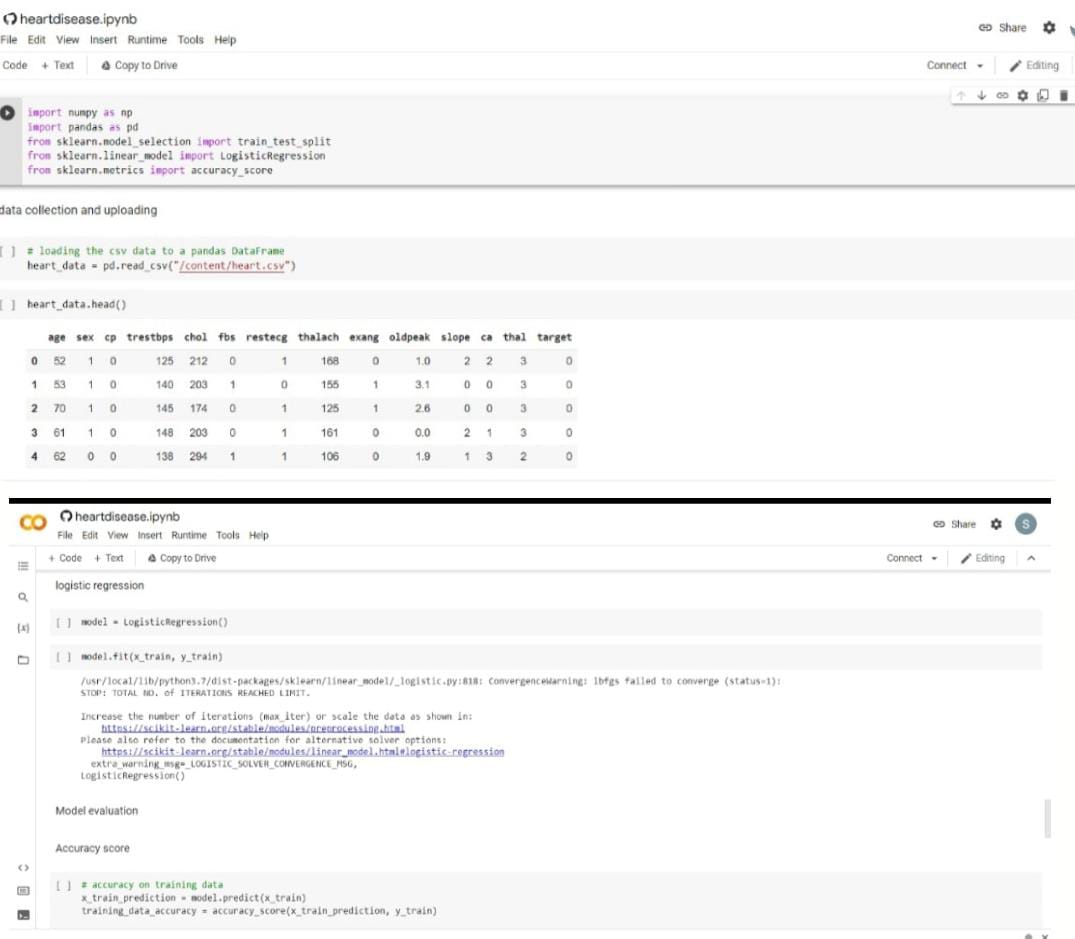 heartdisease.ipynb
File Edit View Insert Runtime Tools Help
Share
Code + Text Copy to Drive
Connect Editing
import numpy as np
import pandas as pd
from sklearn.model_selection import train_test_split
from sklearn.linear_model import LogisticRegression
from sklearn.metrics import accuracy_score
data collection and uploading
[ ] # loading the csv data to a pandas DataFrame
heart_data = pd.read_csv("/content/heart.csv")
[ ] heart_data.head()
age sex cp trestbps chol fbs restecg thalach exang oldpeak slope ca thal target
0 52 1 0 125 212 0 1 168 0 1.0 2 2 3 0
1 53 1 0 140 203 1 0 155 1 3.1 0 0 3 0
2 70 1 0 145 174 0 1 125 1 2.6 0 0 3 0
3 61 1 0 148 203 0 1 161 0 0.0 2 1 3 0
4 62 0 0 138 294 1 1 106 0 1.9 1 3 2 0
CO heartdisease.ipynb
File Edit View Insert Runtime Tools Help
Share S
+ Code + Text Copy to Drive
Connect Editing
logistic regression
[ ] model = LogisticRegression()
{x}
[ ] model.fit(x_train, y_train)
/usr/local/lib/python3.7/dist-packages/sklearn/linear_model/_logistic.py:818: ConvergenceWarning: lbfgs failed to converge (status=1):
STOP: TOTAL NO. of ITERATIONS REACHED LIMIT.
Increase the number of iterations (max_iter) or scale the data as shown in:
https://scikit-learn.org/stable/modules/preprocessing.html
Please also refer to the documentation for alternative solver options:
https://scikit-learn.org/stable/modules/linear_model.html#logistic-regression
extra_warning_msg=_LOGISTIC_SOLVER_CONVERGENCE_MSG,
LogisticRegression()
Model evaluation
Accuracy score
[ ] # accuracy on training data
x_train_prediction = model.predict(x_train)
training_data_accuracy = accuracy_score(x_train_prediction, y_train)